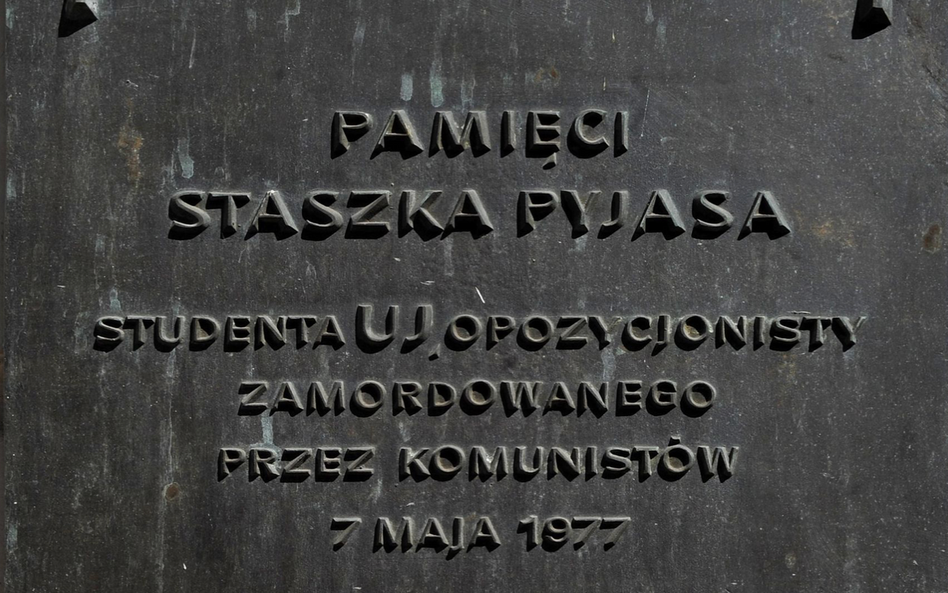 PAMIĘCI
STASZKA PYJASA
STUDENTA UJ, OPOZYCJONISTY
ZAMORDOWANEGO
PRZEZ KOMUNISTÓW
7 MAJA 1977